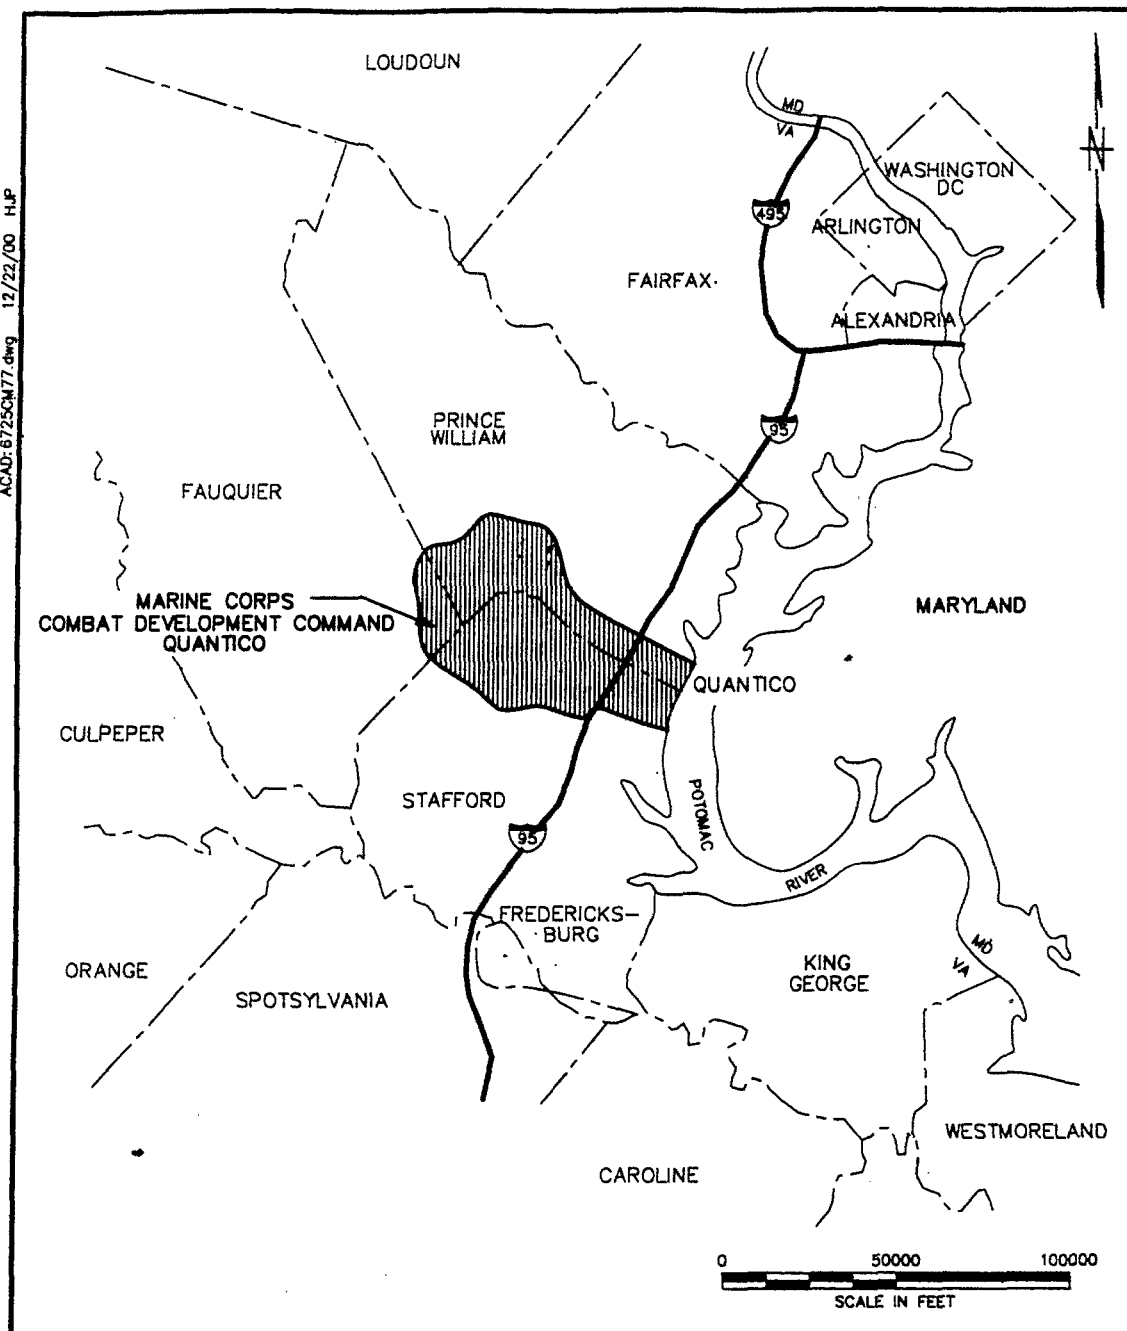 LOUDOUN
MD
VA
N
WASHINGTON
DC
495
ARLINGTON
FAIRFAX
ALEXANDRIA
ACAD:6725CM77.dwg 12/22/00 HJP
PRINCE
WILLIAM
95
FAUQUIER
MARINE CORPS
COMBAT DEVELOPMENT COMMAND
QUANTICO
MARYLAND
QUANTICO
CULPEPER
STAFFORD
POTOMAC
95
RIVER
FREDERICKS-
BURG
MD
VA
ORANGE
KING
GEORGE
SPOTSYLVANIA
WESTMORELAND
CAROLINE
0 50000 100000
SCALE IN FEET